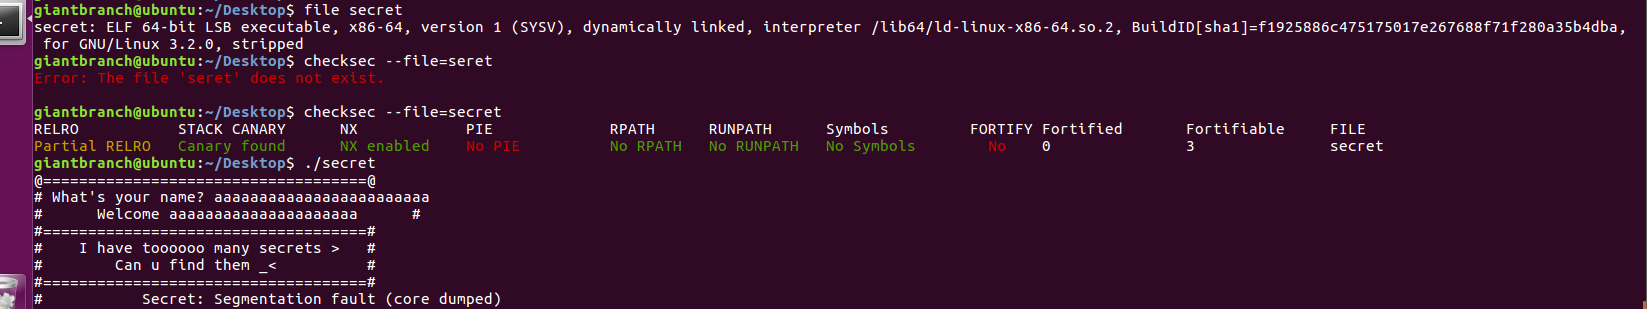 giantbranch@ubuntu:~/Desktop$ file secret
secret: ELF 64-bit LSB executable, x86-64, version 1 (SYSV), dynamically linked, interpreter /lib64/ld-linux-x86-64.so.2, BuildID[sha1]=f1925886c475175017e267688f71f280a35b4dba,
 for GNU/Linux 3.2.0, stripped
giantbranch@ubuntu:~/Desktop$ checksec --file=seret
Error: The file 'seret' does not exist.
giantbranch@ubuntu:~/Desktop$ checksec --file=secret
RELRO           STACK CANARY      NX            PIE             RPATH      RUNPATH      Symbols         FORTIFY Fortified       Fortifiable     FILE
Partial RELRO   Canary found      NX enabled    No PIE          No RPATH   No RUNPATH   No Symbols        No    0               3               secret
giantbranch@ubuntu:~/Desktop$ ./secret
@====================================@
# What's your name? aaaaaaaaaaaaaaaaaaaaaaaa
#      Welcome aaaaaaaaaaaaaaaaaaaaa      #
#====================================#
#    I have toooooo many secrets >   #
#        Can u find them _<          #
#====================================#
#           Secret: Segmentation fault (core dumped)